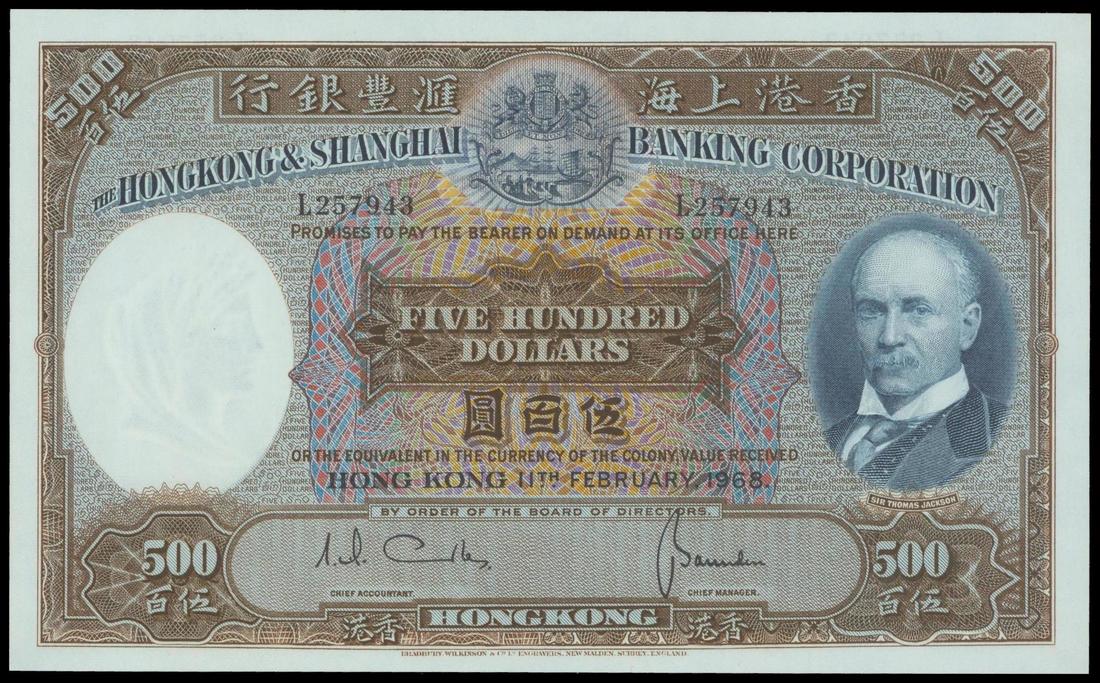 500
百伍
行銀豐滙
海上港香
500
百伍
THE HONGKONG & SHANGHAI BANKING CORPORATION
L257943
L257943
PROMISES TO PAY THE BEARER ON DEMAND AT ITS OFFICE HERE
FIVE HUNDRED
DOLLARS
圓百伍
OR THE EQUIVALENT IN THE CURRENCY OF THE COLONY, VALUE RECEIVED
HONG KONG 11TH FEBRUARY, 1968.
SIR THOMAS JACKSON
BY ORDER OF THE BOARD OF DIRECTORS.
500
百伍
500
百伍
CHIEF ACCOUNTANT.
CHIEF MANAGER.
港香
HONGKONG
港香
BRADBURY, WILKINSON & Co. Ld. ENGRAVERS, NEW MALDEN, SURREY, ENGLAND.